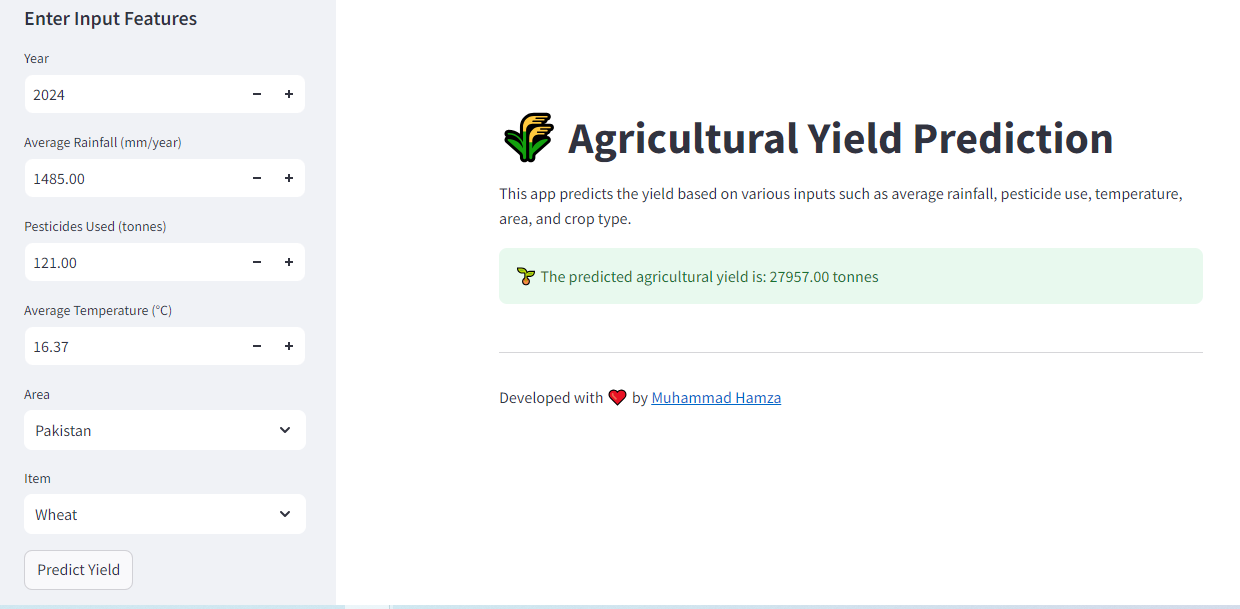 Enter Input Features
Year
2024
Average Rainfall (mm/year)
1485.00
Pesticides Used (tonnes)
121.00
Average Temperature (°C)
16.37
Area
Pakistan
Item
Wheat
Predict Yield
Agricultural Yield Prediction
This app predicts the yield based on various inputs such as average rainfall, pesticide use, temperature,
area, and crop type.
The predicted agricultural yield is: 27957.00 tonnes
Developed with ❤️ by Muhammad Hamza